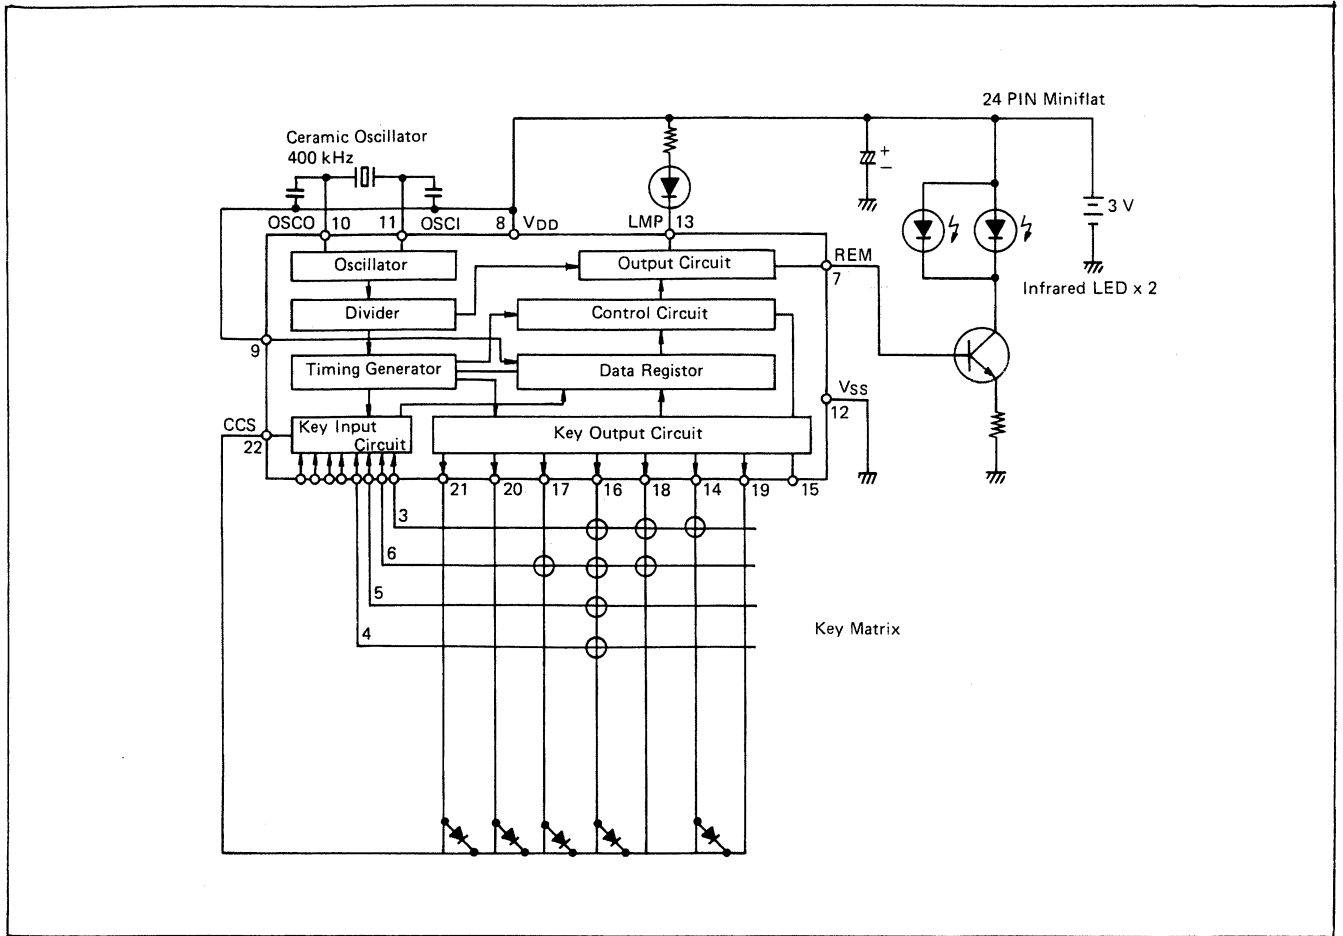 24 PIN Miniflat
Ceramic Oscillator
400 kHz
+
−
3 V
OSCO 10
11 OSCI
8 VDD
LMP 13
Oscillator
Output Circuit
REM
7
Infrared LED x 2
Divider
Control Circuit
9
Timing Generator
Data Registor
VSS
12
CCS
22
Key Input
Circuit
Key Output Circuit
21
20
17
16
18
14
19
15
3
6
5
4
Key Matrix